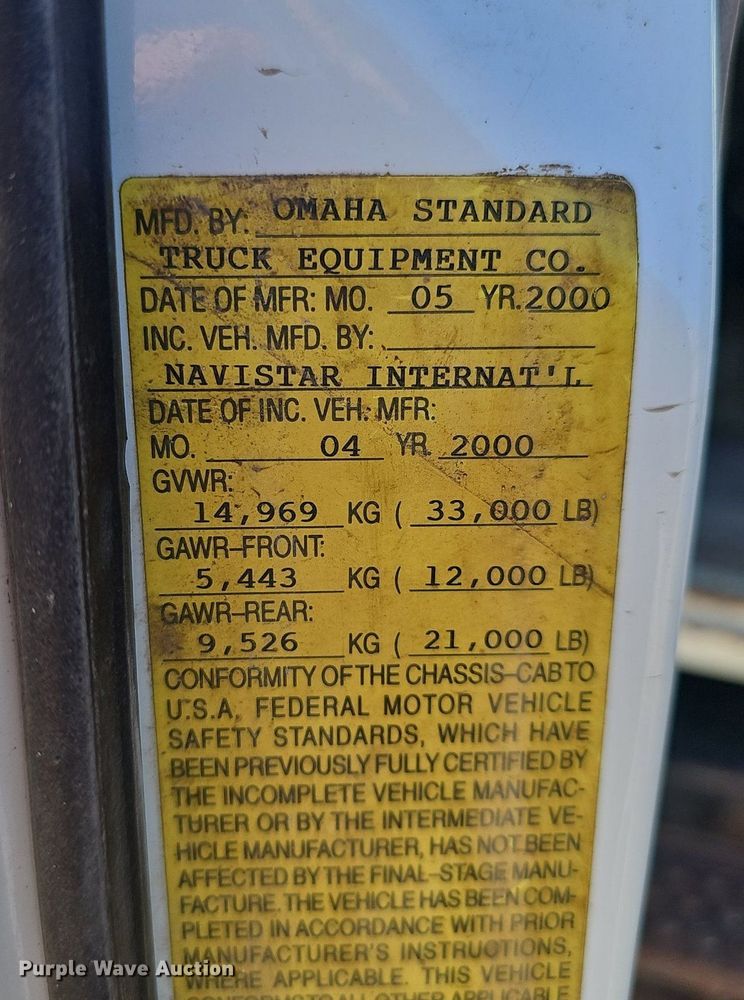 MFD. BY: OMAHA STANDARD
TRUCK EQUIPMENT CO.
DATE OF MFR: MO. 05 YR. 2000
INC. VEH. MFD. BY:
NAVISTAR INTERNAT'L
DATE OF INC. VEH. MFR:
MO. 04 YR. 2000
GVWR:
14,969 KG ( 33,000 LB)
GAWR-FRONT:
5,443 KG ( 12,000 LB)
GAWR-REAR:
9,526 KG ( 21,000 LB)
CONFORMITY OF THE CHASSIS-CAB TO
U.S.A. FEDERAL MOTOR VEHICLE
SAFETY STANDARDS, WHICH HAVE
BEEN PREVIOUSLY FULLY CERTIFIED BY
THE INCOMPLETE VEHICLE MANUFAC-
TURER OR BY THE INTERMEDIATE VE-
HICLE MANUFACTURER, HAS NOT BEEN
AFFECTED BY THE FINAL-STAGE MANU-
FACTURE. THE VEHICLE HAS BEEN COM-
PLETED IN ACCORDANCE WITH PRIOR
MANUFACTURER'S INSTRUCTIONS,
WHERE APPLICABLE. THIS VEHICLE
CONFORMS TO ALL OTHER APPLICABLE
Purple Wave Auction